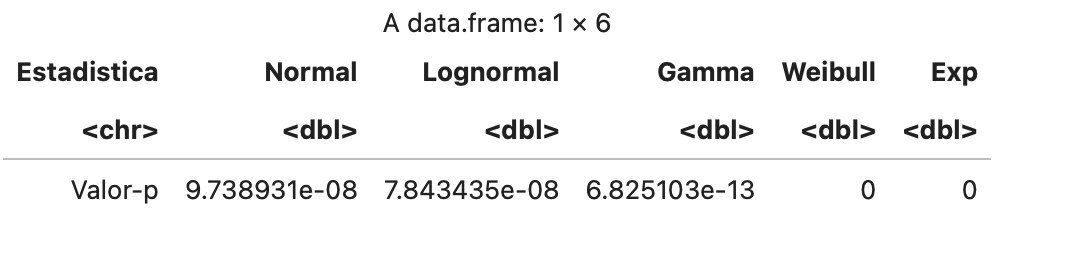 A data.frame: 1 × 6
Estadistica Normal Lognormal Gamma Weibull Exp
<chr> <dbl> <dbl> <dbl> <dbl> <dbl>
Valor-p 9.738931e-08 7.843435e-08 6.825103e-13 0 0